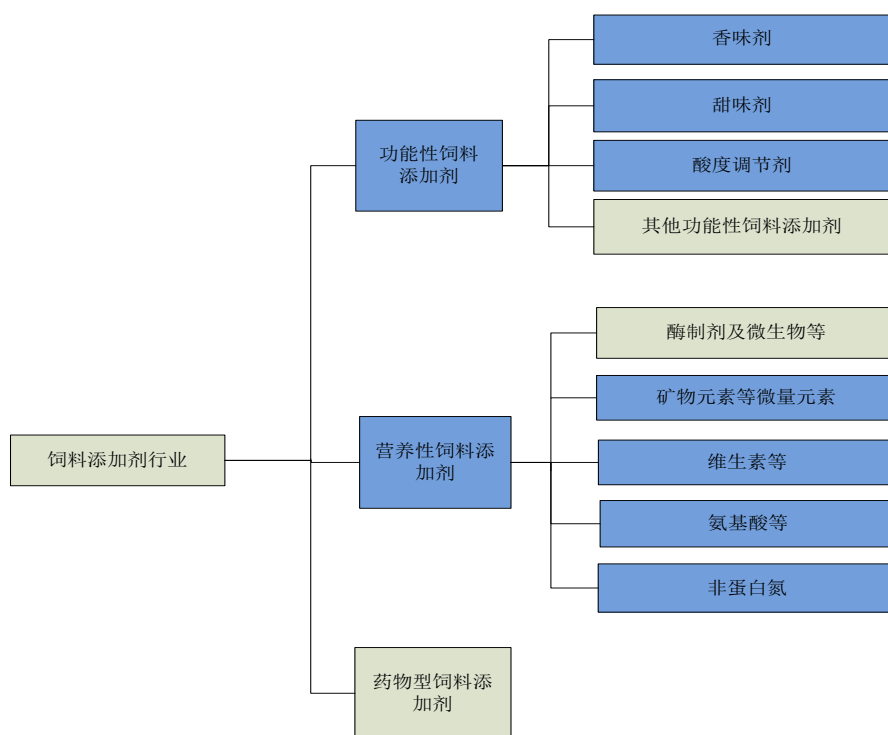 香味剂
甜味剂
功能性饲料
添加剂
酸度调节剂
其他功能性饲料添加剂
酶制剂及微生物等
矿物元素等微量元素
饲料添加剂行业
营养性饲料添
加剂
维生素等
氨基酸等
非蛋白氮
药物型饲料添
加剂